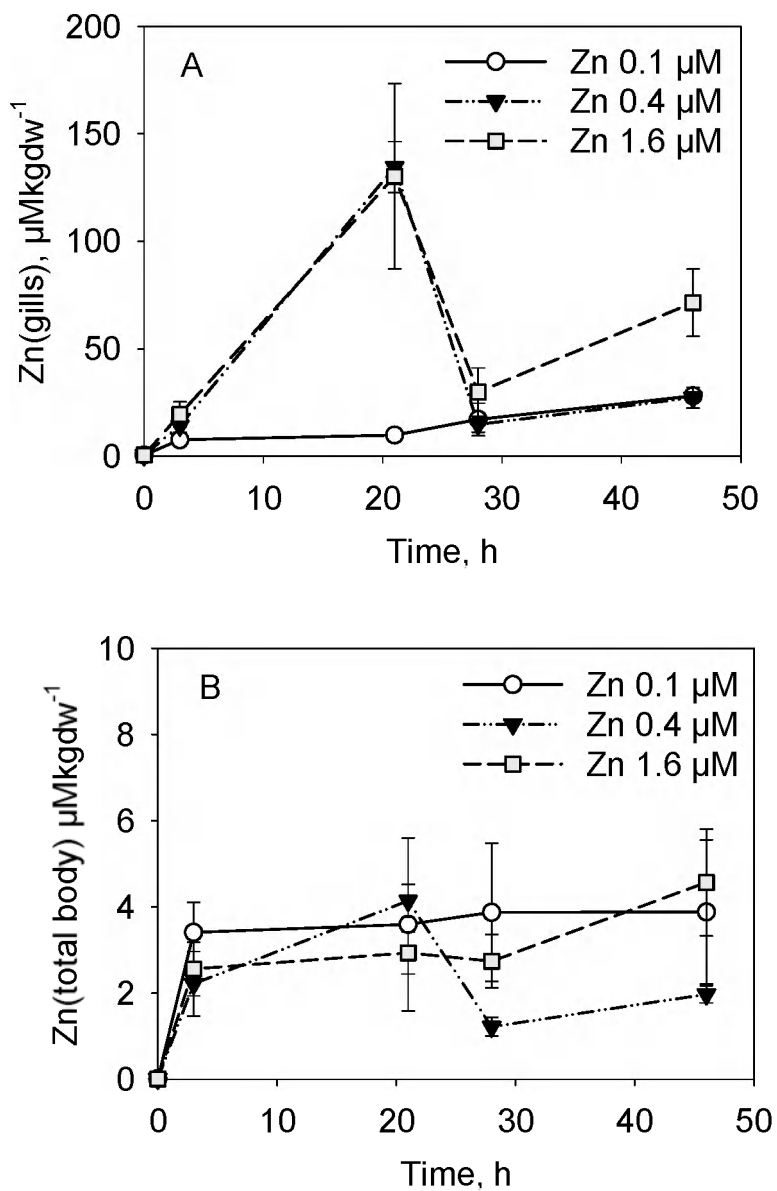 200
A
Zn 0.1 µM
Zn 0.4 µM
150
Zn 1.6 µM
Zn(gills), µMkgdw-1
100
50
0
0 10 20 30 40 50
Time, h
10
B
Zn 0.1 µM
Zn 0.4 µM
8
Zn 1.6 µM
Zn(total body) µMkgdw-1
6
4
2
0
0 10 20 30 40 50
Time, h